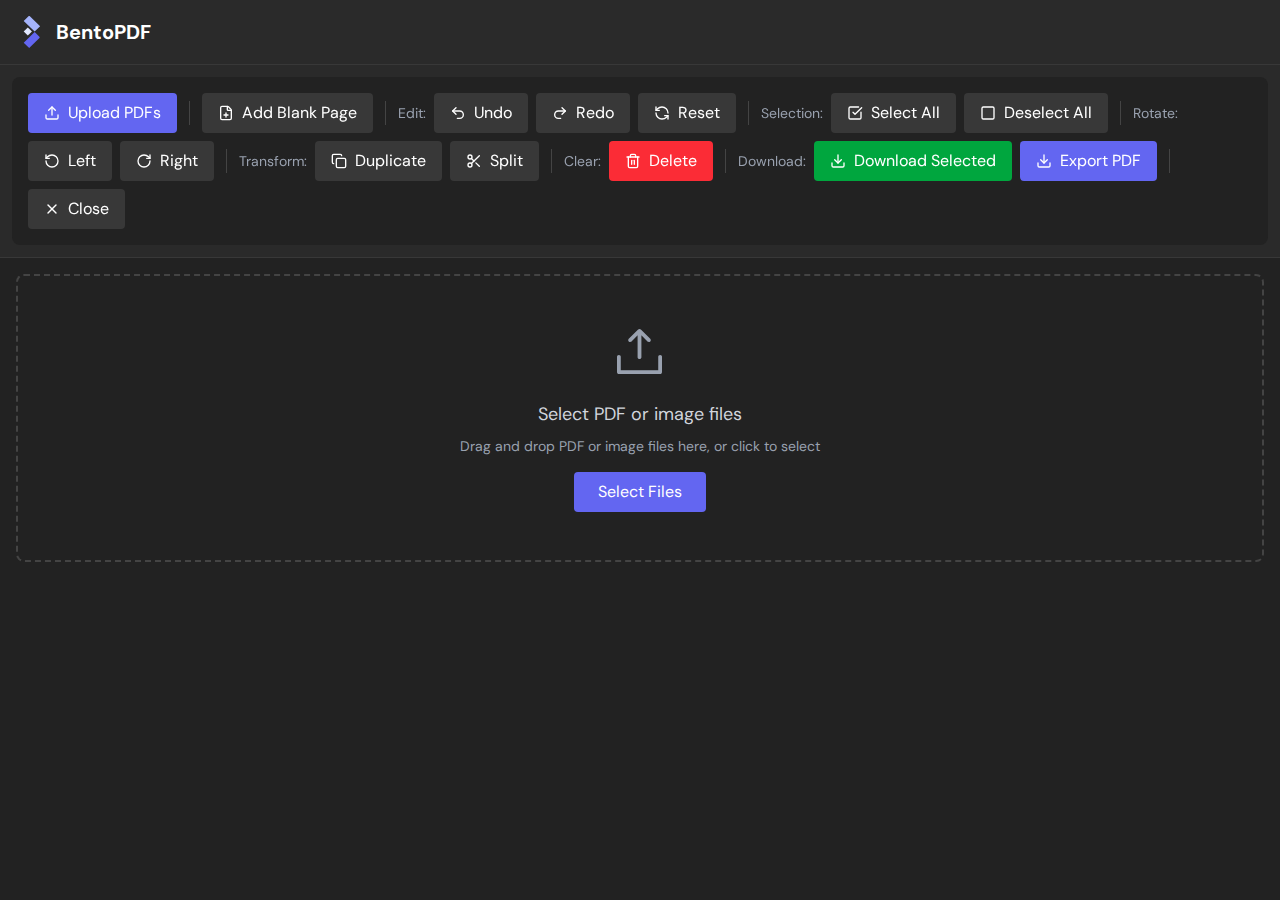 BentoPDF
Upload PDFs Add Blank Page Edit: Undo Redo Reset Selection: Select All Deselect All Rotate:
Left Right Transform: Duplicate Split Clear: Delete Download: Download Selected Export PDF
Close
Select PDF or image files
Drag and drop PDF or image files here, or click to select
Select Files